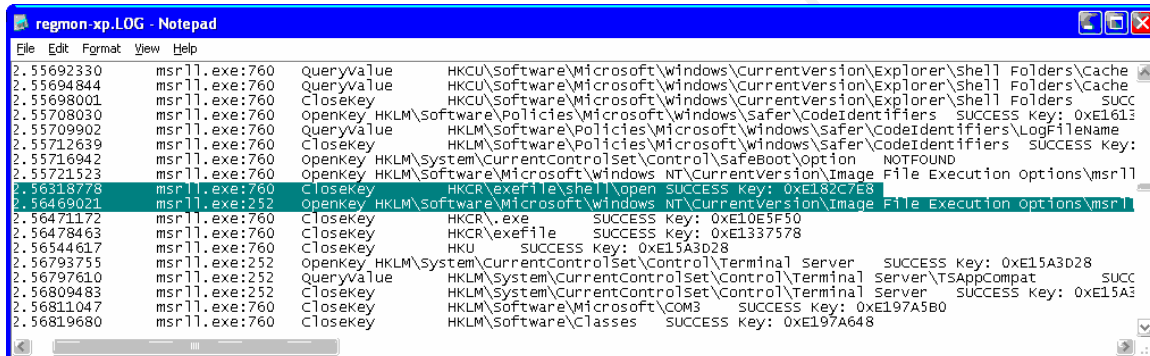 regmon-xp.LOG - Notepad
File Edit Format View Help
2.55692330 msrll.exe:760 QueryValue HKCU\Software\Microsoft\Windows\CurrentVersion\Explorer\Shell Folders\Cache
2.55694844 msrll.exe:760 QueryValue HKCU\Software\Microsoft\Windows\CurrentVersion\Explorer\Shell Folders\Cache
2.55698001 msrll.exe:760 CloseKey HKCU\Software\Microsoft\Windows\CurrentVersion\Explorer\Shell Folders SUCC
2.55708030 msrll.exe:760 OpenKey HKLM\Software\Policies\Microsoft\Windows\Safer\CodeIdentifiers SUCCESS Key: 0xE1613
2.55709902 msrll.exe:760 QueryValue HKLM\Software\Policies\Microsoft\Windows\Safer\CodeIdentifiers\LogFileName
2.55712639 msrll.exe:760 CloseKey HKLM\Software\Policies\Microsoft\Windows\Safer\CodeIdentifiers SUCCESS Key:
2.55716942 msrll.exe:760 OpenKey HKLM\System\CurrentControlSet\Control\SafeBoot\Option NOTFOUND
2.55721523 msrll.exe:760 OpenKey HKLM\Software\Microsoft\Windows NT\CurrentVersion\Image File Execution Options\msrll
2.56318778 msrll.exe:760 CloseKey HKCR\exefile\shell\open SUCCESS Key: 0xE182C7E8
2.56469021 msrll.exe:252 OpenKey HKLM\Software\Microsoft\Windows NT\CurrentVersion\Image File Execution Options\msrll
2.56471172 msrll.exe:760 CloseKey HKCR\.exe SUCCESS Key: 0xE10E5F50
2.56478463 msrll.exe:760 CloseKey HKCR\exefile SUCCESS Key: 0xE1337578
2.56544617 msrll.exe:760 CloseKey HKU SUCCESS Key: 0xE15A3D28
2.56793755 msrll.exe:252 OpenKey HKLM\System\CurrentControlSet\Control\Terminal Server SUCCESS Key: 0xE15A3D28
2.56797610 msrll.exe:252 QueryValue HKLM\System\CurrentControlSet\Control\Terminal Server\TSAppCompat SUCC
2.56809483 msrll.exe:252 CloseKey HKLM\System\CurrentControlSet\Control\Terminal Server SUCCESS Key: 0xE15A3
2.56811047 msrll.exe:760 CloseKey HKLM\Software\Microsoft\COM3 SUCCESS Key: 0xE197A5B0
2.56819680 msrll.exe:760 CloseKey HKLM\Software\Classes SUCCESS Key: 0xE197A648